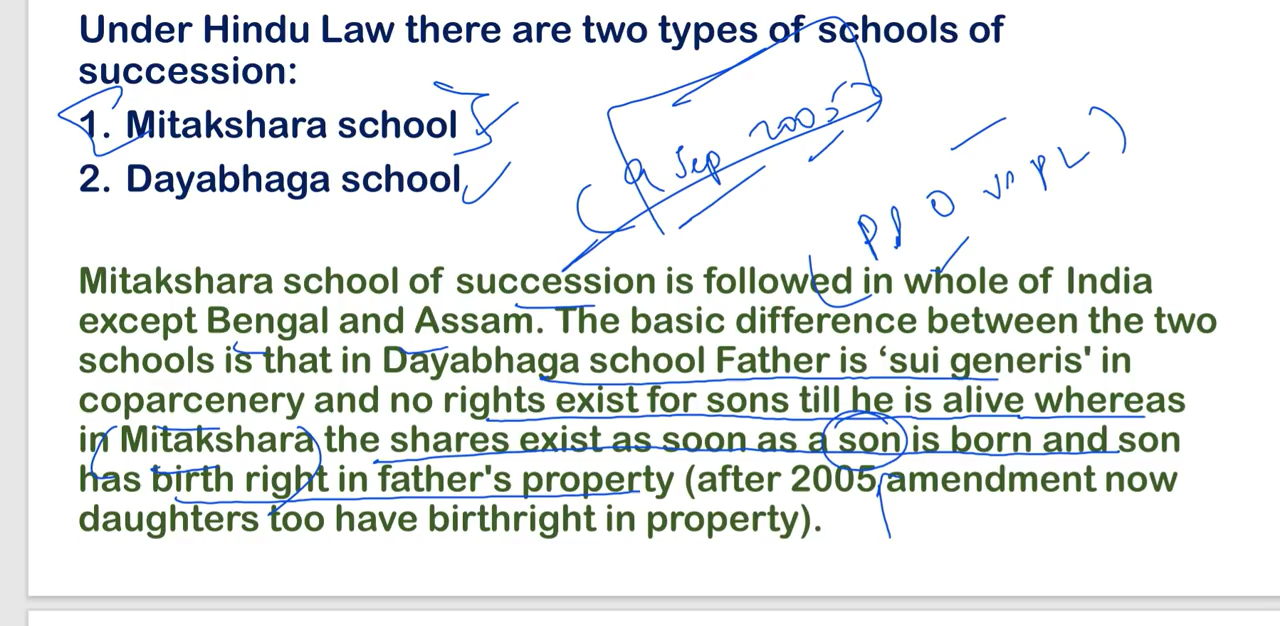 Under Hindu Law there are two types of schools of
succession:
1. Mitakshara school
2. Dayabhaga school
9 Sep 2005
Mitakshara school of succession is followed in whole of India
except Bengal and Assam. The basic difference between the two
schools is that in Dayabhaga school Father is ‘sui generis' in
coparcenery and no rights exist for sons till he is alive whereas
in Mitakshara the shares exist as soon as a son is born and son
has birth right in father's property (after 2005 amendment now
daughters too have birthright in property).